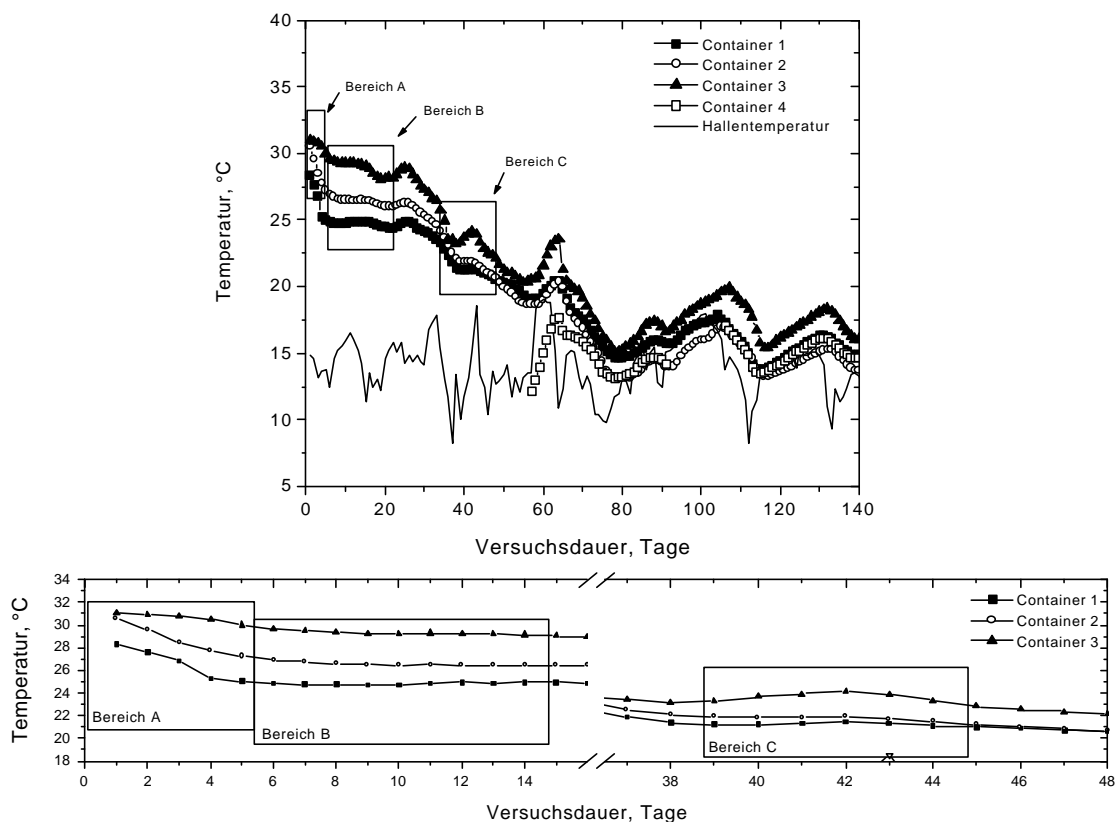 40
35
30
25
20
15
10
5
Temperatur, °C
Container 1
Container 2
Container 3
Container 4
Hallentemperatur
Bereich A
Bereich B
Bereich C
0 20 40 60 80 100 120 140
Versuchsdauer, Tage
34
32
30
28
26
24
22
20
18
Temperatur, °C
Container 1
Container 2
Container 3
Bereich A
Bereich B
Bereich C
0 2 4 6 8 10 12 14 38 40 42 44 46 48
Versuchsdauer, Tage